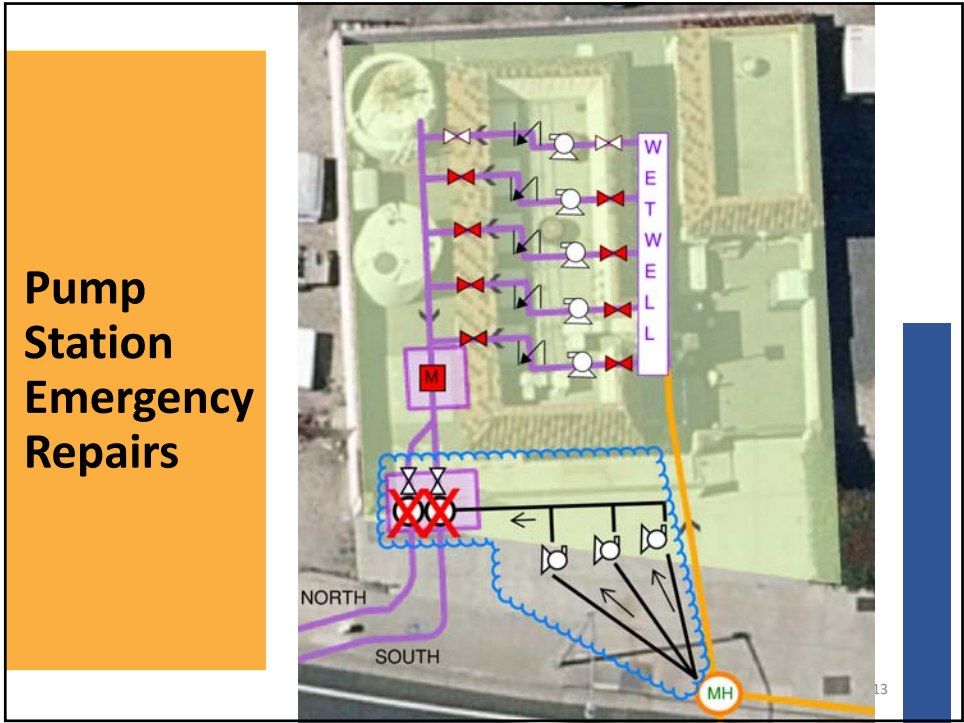 Pump
Station
Emergency
Repairs
W
E
T
W
E
L
L
M
NORTH
SOUTH
MH
13